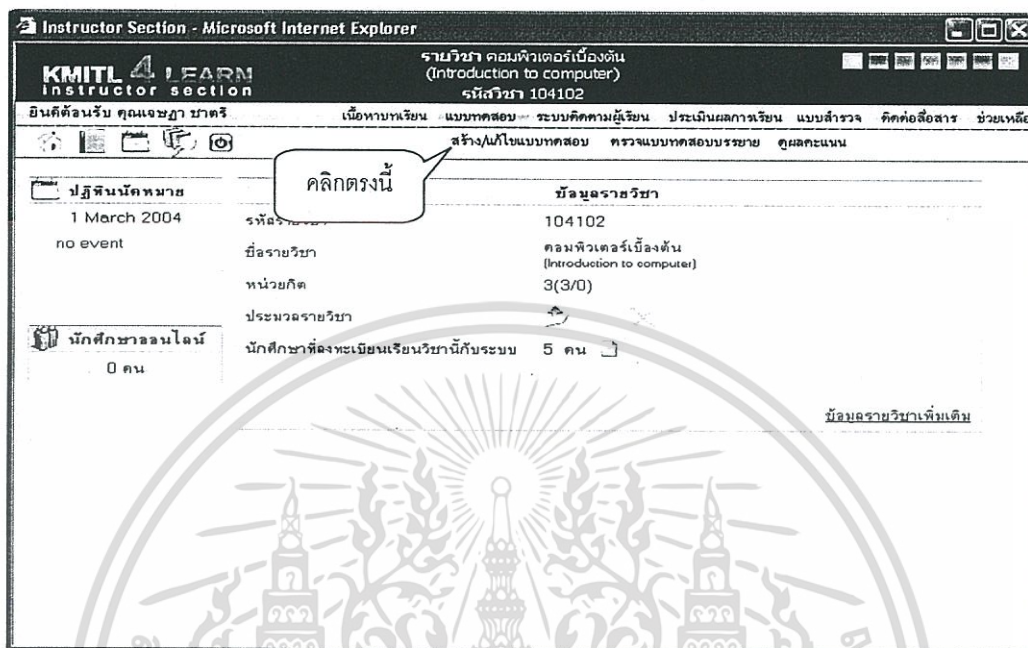 Instructor Section - Microsoft Internet Explorer
KMITL 4 LEARN
instructor section
รายวิชา คอมพิวเตอร์เบื้องต้น
(Introduction to computer)
รหัสวิชา 104102
ยินดีต้อนรับ คุณเจษฎา ชาตรี
เนื้อหาบทเรียน แบบทดสอบ ระบบติดตามผู้เรียน ประเมินผลการเรียน แบบสำรวจ ติดต่อสื่อสาร ช่วยเหลือ
สร้าง/แก้ไขแบบทดสอบ ตรวจแบบทดสอบบรรยาย ดูผลคะแนน
คลิกตรงนี้
ปฏิทินนัดหมาย
1 March 2004
no event
นักศึกษาออนไลน์
0 คน
ข้อมูลรายวิชา
104102
ชื่อรายวิชา คอมพิวเตอร์เบื้องต้น
(Introduction to computer)
หน่วยกิต 3(3/0)
ประมวลรายวิชา
นักศึกษาที่ลงทะเบียนเรียนวิชานี้กับระบบ 5 คน
ข้อมูลรายวิชาเพิ่มเติม